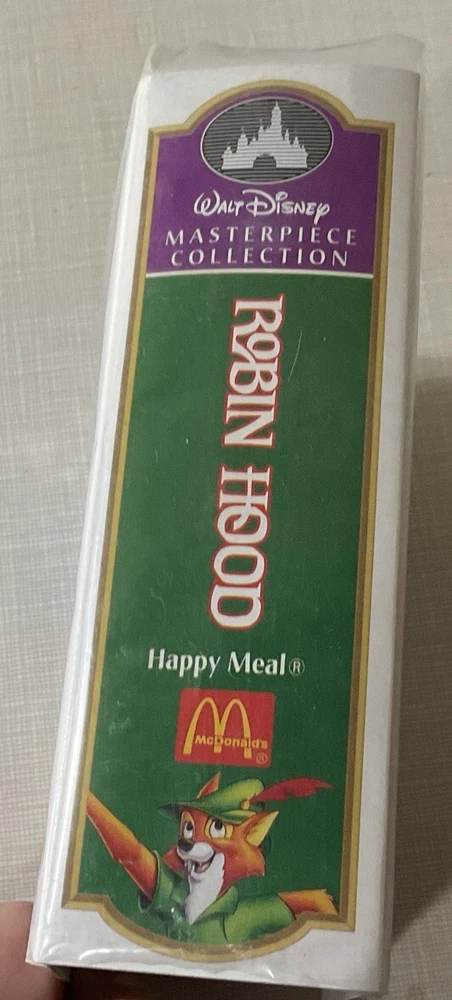 WALT DISNEY
MASTERPIECE
COLLECTION
ROBIN HOOD
Happy Meal®
McDonald's
®